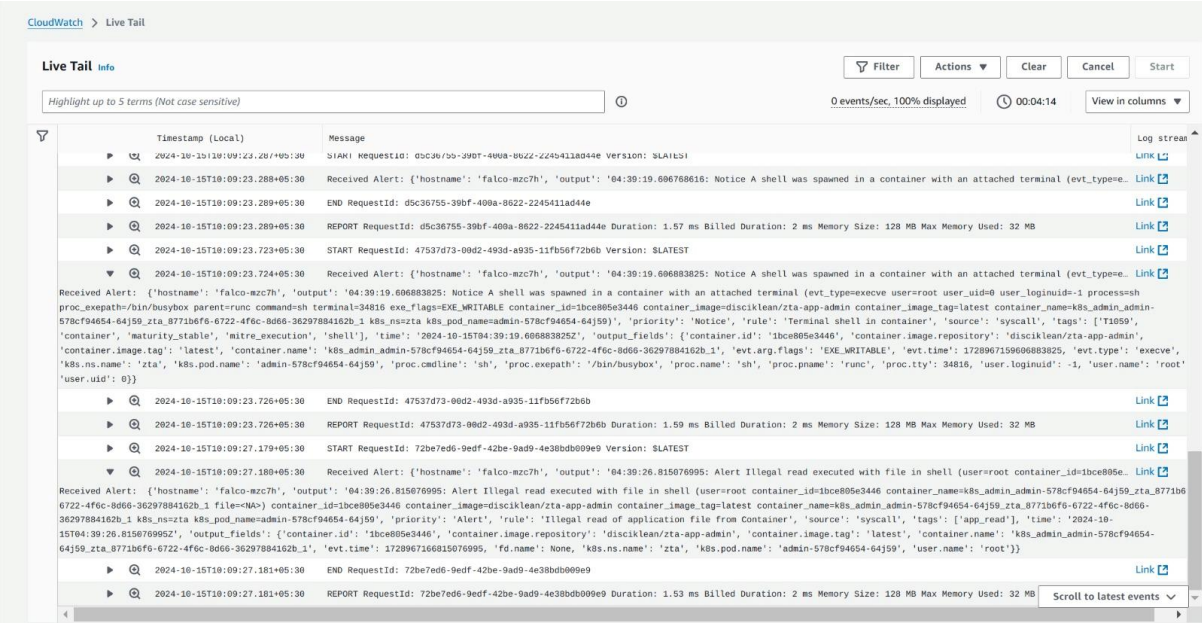 CloudWatch > Live Tail
Live Tail Info
Filter
Actions
Clear
Cancel
Start
Highlight up to 5 terms (Not case sensitive)
0 events/sec, 100% displayed
00:04:14
View in columns
Timestamp (Local) Message Log stream
2024-10-15T10:09:23.287+05:30 START RequestId: d5c36755-39bf-400a-8622-2245411ad44e Version: $LATEST Link
2024-10-15T10:09:23.288+05:30 Received Alert: {'hostname': 'falco-mzc7h', 'output': '04:39:19.606768616: Notice A shell was spawned in a container with an attached terminal (evt_type=e… Link
2024-10-15T10:09:23.289+05:30 END RequestId: d5c36755-39bf-400a-8622-2245411ad44e Link
2024-10-15T10:09:23.289+05:30 REPORT RequestId: d5c36755-39bf-400a-8622-2245411ad44e Duration: 1.57 ms Billed Duration: 2 ms Memory Size: 128 MB Max Memory Used: 32 MB Link
2024-10-15T10:09:23.723+05:30 START RequestId: 47537d73-00d2-493d-a935-11fb56f72b6b Version: $LATEST Link
2024-10-15T10:09:23.724+05:30 Received Alert: {'hostname': 'falco-mzc7h', 'output': '04:39:19.606883825: Notice A shell was spawned in a container with an attached terminal (evt_type=e… Link
Received Alert: {'hostname': 'falco-mzc7h', 'output': '04:39:19.606883825: Notice A shell was spawned in a container with an attached terminal (evt_type=execve user=root user_uid=0 user_loginuid=-1 process=sh
proc_exepath=/bin/busybox parent=runc command=sh terminal=34816 exe_flags=EXE_WRITABLE container_id=1bce805e3446 container_image=disciklean/zta-app-admin container_image_tag=latest container_name=k8s_admin_admin-
578cf94654-64j59_zta_8771b6f6-6722-4f6c-8d66-36297884162b_1 k8s_ns=zta k8s_pod_name=admin-578cf94654-64j59)', 'priority': 'Notice', 'rule': 'Terminal shell in container', 'source': 'syscall', 'tags': ['T1059',
'container', 'maturity_stable', 'mitre_execution', 'shell'], 'time': '2024-10-15T04:39:19.606883825Z', 'output_fields': {'container.id': '1bce805e3446', 'container.image.repository': 'disciklean/zta-app-admin',
'container.image.tag': 'latest', 'container.name': 'k8s_admin_admin-578cf94654-64j59_zta_8771b6f6-6722-4f6c-8d66-36297884162b_1', 'evt.arg.flags': 'EXE_WRITABLE', 'evt.time': 1728967159606883825, 'evt.type': 'execve',
'k8s.ns.name': 'zta', 'k8s.pod.name': 'admin-578cf94654-64j59', 'proc.cmdline': 'sh', 'proc.exepath': '/bin/busybox', 'proc.name': 'sh', 'proc.pname': 'runc', 'proc.tty': 34816, 'user.loginuid': -1, 'user.name': 'root'
'user.uid': 0}}
2024-10-15T10:09:23.726+05:30 END RequestId: 47537d73-00d2-493d-a935-11fb56f72b6b Link
2024-10-15T10:09:23.726+05:30 REPORT RequestId: 47537d73-00d2-493d-a935-11fb56f72b6b Duration: 1.59 ms Billed Duration: 2 ms Memory Size: 128 MB Max Memory Used: 32 MB Link
2024-10-15T10:09:27.179+05:30 START RequestId: 72be7ed6-9edf-42be-9ad9-4e38bdb009e9 Version: $LATEST Link
2024-10-15T10:09:27.180+05:30 Received Alert: {'hostname': 'falco-mzc7h', 'output': '04:39:26.815076995: Alert Illegal read executed with file in shell (user=root container_id=1bce805e… Link
Received Alert: {'hostname': 'falco-mzc7h', 'output': '04:39:26.815076995: Alert Illegal read executed with file in shell (user=root container_id=1bce805e3446 container_name=k8s_admin_admin-578cf94654-64j59_zta_8771b6
6722-4f6c-8d66-36297884162b_1 file=<NA>) container_id=1bce805e3446 container_image=disciklean/zta-app-admin container_image_tag=latest container_name=k8s_admin_admin-578cf94654-64j59_zta_8771b6f6-6722-4f6c-8d66-
36297884162b_1 k8s_ns=zta k8s_pod_name=admin-578cf94654-64j59', 'priority': 'Alert', 'rule': 'Illegal read of application file from Container', 'source': 'syscall', 'tags': ['app_read'], 'time': '2024-10-
15T04:39:26.815076995Z', 'output_fields': {'container.id': '1bce805e3446', 'container.image.repository': 'disciklean/zta-app-admin', 'container.image.tag': 'latest', 'container.name': 'k8s_admin_admin-578cf94654-
64j59_zta_8771b6f6-6722-4f6c-8d66-36297884162b_1', 'evt.time': 1728967166815076995, 'fd.name': None, 'k8s.ns.name': 'zta', 'k8s.pod.name': 'admin-578cf94654-64j59', 'user.name': 'root'}}
2024-10-15T10:09:27.181+05:30 END RequestId: 72be7ed6-9edf-42be-9ad9-4e38bdb009e9 Link
2024-10-15T10:09:27.181+05:30 REPORT RequestId: 72be7ed6-9edf-42be-9ad9-4e38bdb009e9 Duration: 1.53 ms Billed Duration: 2 ms Memory Size: 128 MB Max Memory Used: 32 MB
Scroll to latest events